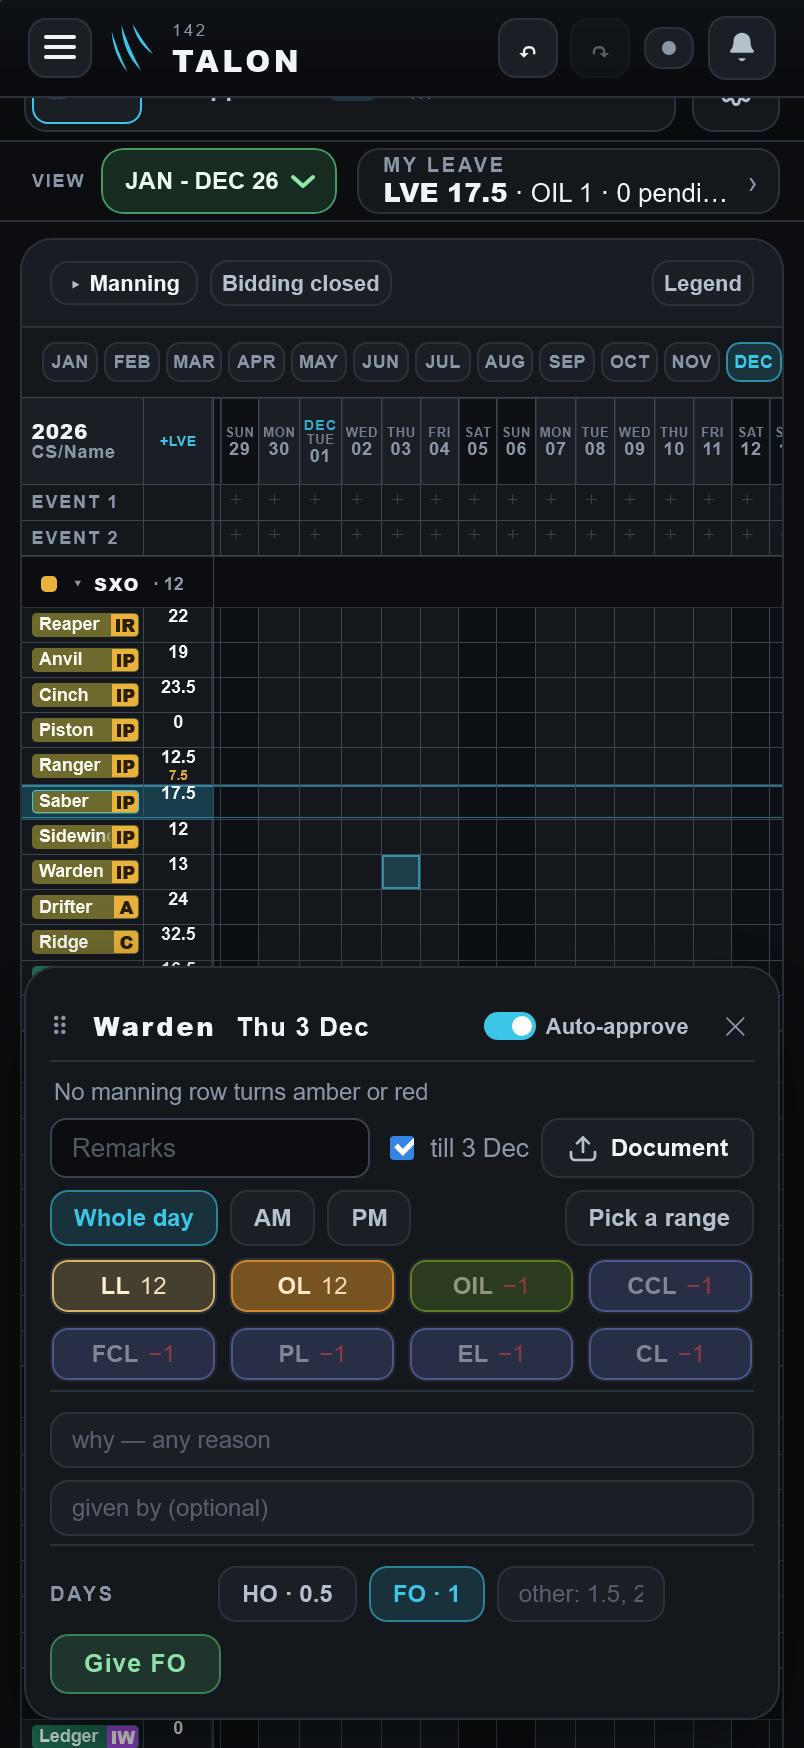 142
TALON
VIEW
JAN - DEC 26
MY LEAVE
LVE 17.5 · OIL 1 · 0 pendi…
Manning
Bidding closed
Legend
JAN FEB MAR APR MAY JUN JUL AUG SEP OCT NOV DEC
2026
CS/Name
+LVE
SUN 29
MON 30
DEC TUE 01
WED 02
THU 03
FRI 04
SAT 05
SUN 06
MON 07
TUE 08
WED 09
THU 10
FRI 11
SAT 12
EVENT 1 + + + + + + + + + + + + + +
EVENT 2 + + + + + + + + + + + + + +
SXO · 12
Reaper IR 22
Anvil IP 19
Cinch IP 23.5
Piston IP 0
Ranger IP 12.5
7.5
Saber IP 17.5
Sidewin IP 12
Warden IP 13
Drifter A 24
Ridge C 32.5
Warden Thu 3 Dec
Auto-approve
No manning row turns amber or red
Remarks
till 3 Dec
Document
Whole day
AM
PM
Pick a range
LL 12
OL 12
OIL −1
CCL −1
FCL −1
PL −1
EL −1
CL −1
why — any reason
given by (optional)
DAYS
HO · 0.5
FO · 1
other: 1.5, 2
Give FO
Ledger IW 0